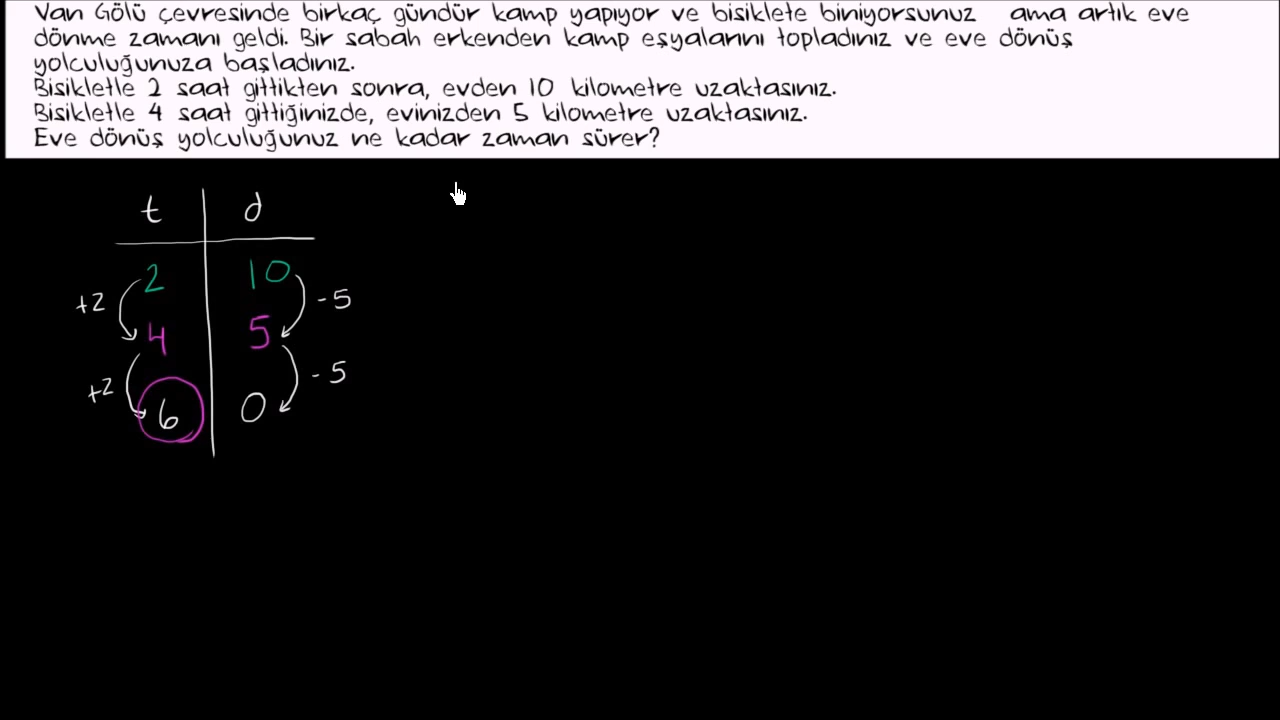 Van Gölü çevresinde birkaç gündür kamp yapıyor ve bisiklete biniyorsunuz ama artık eve
dönme zamanı geldi. Bir sabah erkenden kamp eşyalarını topladınız ve eve dönüş
yolculuğunuza başladınız.
Bisikletle 2 saat gittikten sonra, evden 10 kilometre uzaktasınız.
Bisikletle 4 saat gittiğinizde, evinizden 5 kilometre uzaktasınız.
Eve dönüş yolculuğunuz ne kadar zaman sürer?
t d
2 10
+2 -5
4 5
+2 -5
6 0